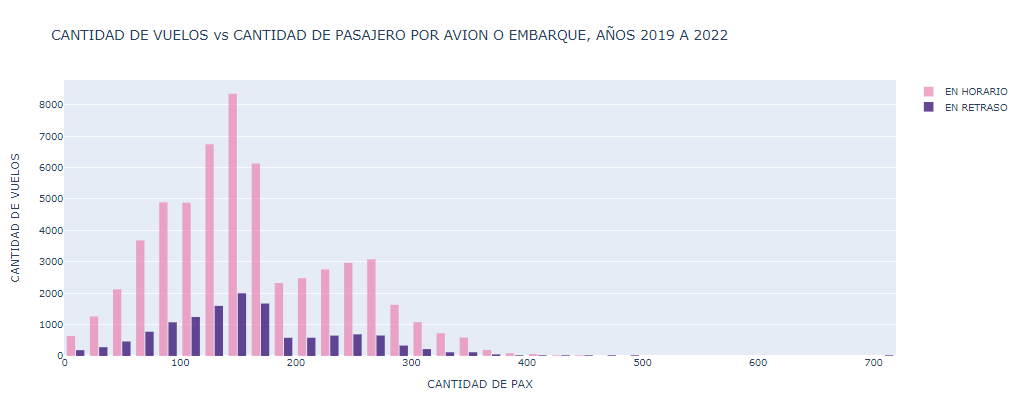 CANTIDAD DE VUELOS vs CANTIDAD DE PASAJERO POR AVION O EMBARQUE, AÑOS 2019 A 2022
EN HORARIO
EN RETRASO
CANTIDAD DE VUELOS
8000
7000
6000
5000
4000
3000
2000
1000
0
0 100 200 300 400 500 600 700
CANTIDAD DE PAX